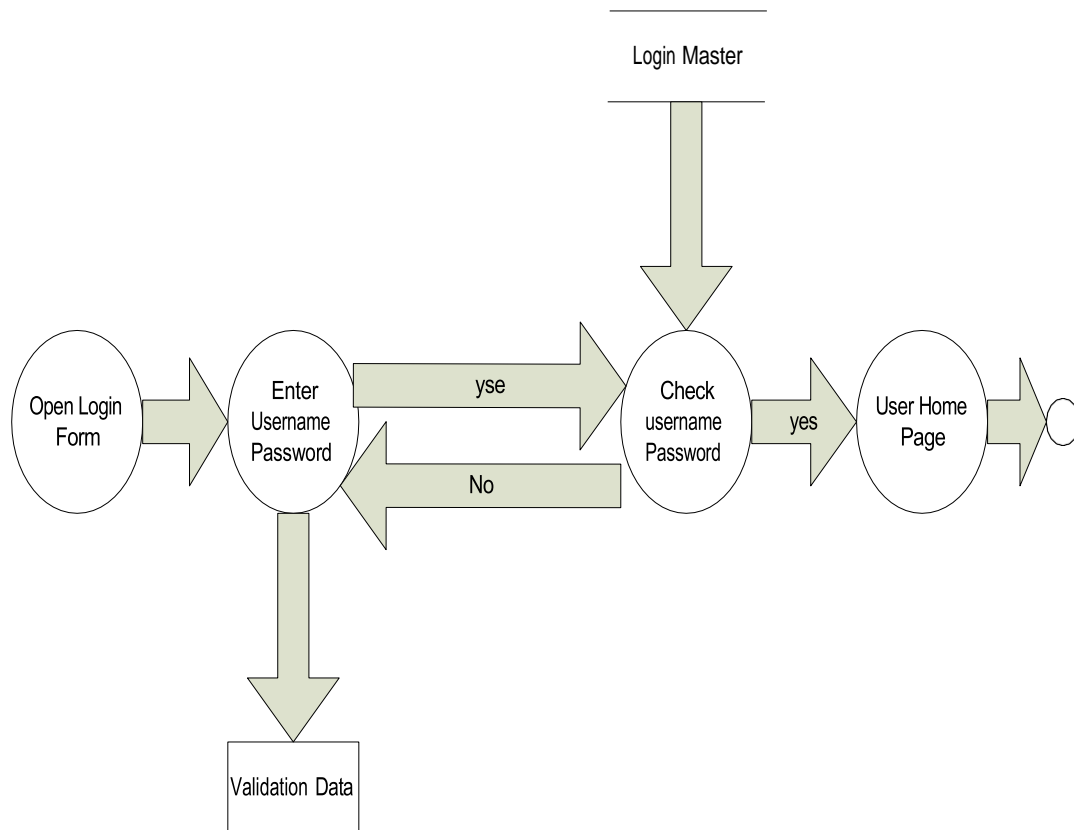 Login Master
Open Login
Form
Enter
Username
Password
yse
No
Check
username
Password
yes
User Home
Page
Validation Data